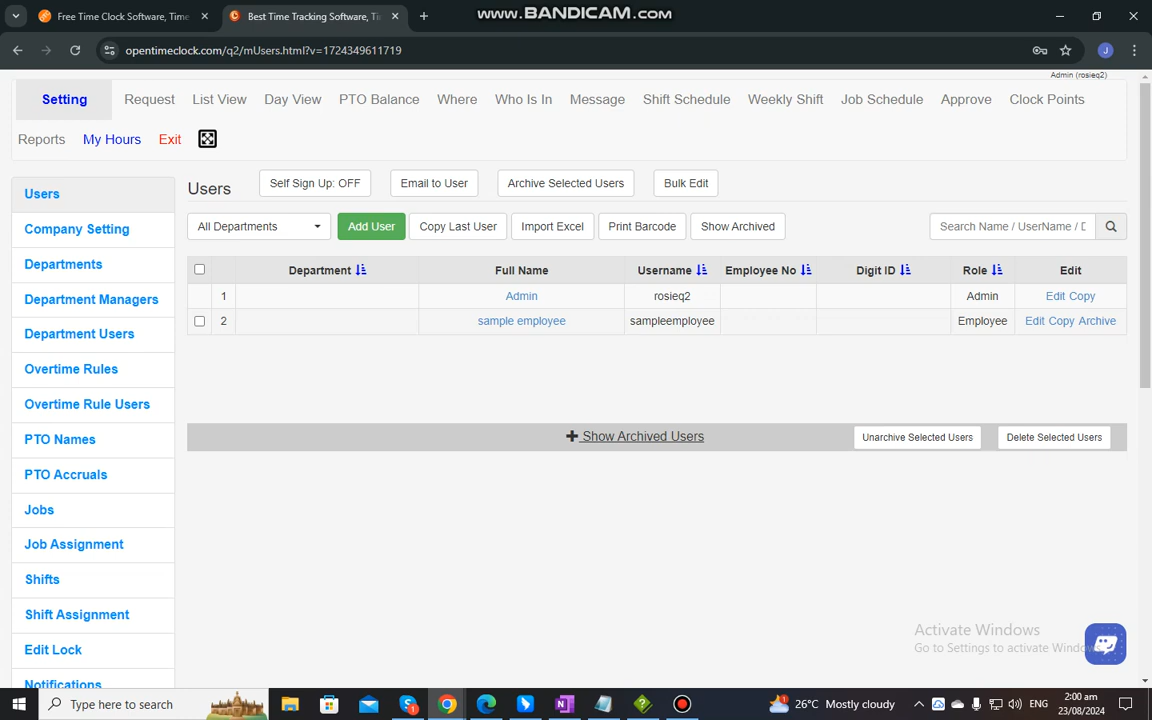 www.BANDICAM.com
Free Time Clock Software, Time
Best Time Tracking Software, Ti
opentimeclock.com/q2/mUsers.html?v=1724349611719
J
Admin (rosieq2)
Setting Request List View Day View PTO Balance Where Who Is In Message Shift Schedule Weekly Shift Job Schedule Approve Clock Points
Reports My Hours Exit
Users
Company Setting
Departments
Department Managers
Department Users
Overtime Rules
Overtime Rule Users
PTO Names
PTO Accruals
Jobs
Job Assignment
Shifts
Shift Assignment
Edit Lock
Notifications
Users Self Sign Up: OFF Email to User Archive Selected Users Bulk Edit
All Departments Add User Copy Last User Import Excel Print Barcode Show Archived Search Name / UserName / D
Department Full Name Username Employee No Digit ID Role Edit
1 Admin rosieq2 Admin Edit Copy
2 sample employee sampleemployee Employee Edit Copy Archive
Show Archived Users Unarchive Selected Users Delete Selected Users
Activate Windows
Go to Settings to activate Windows.
Type here to search
26°C Mostly cloudy ENG
2:00 am
23/08/2024